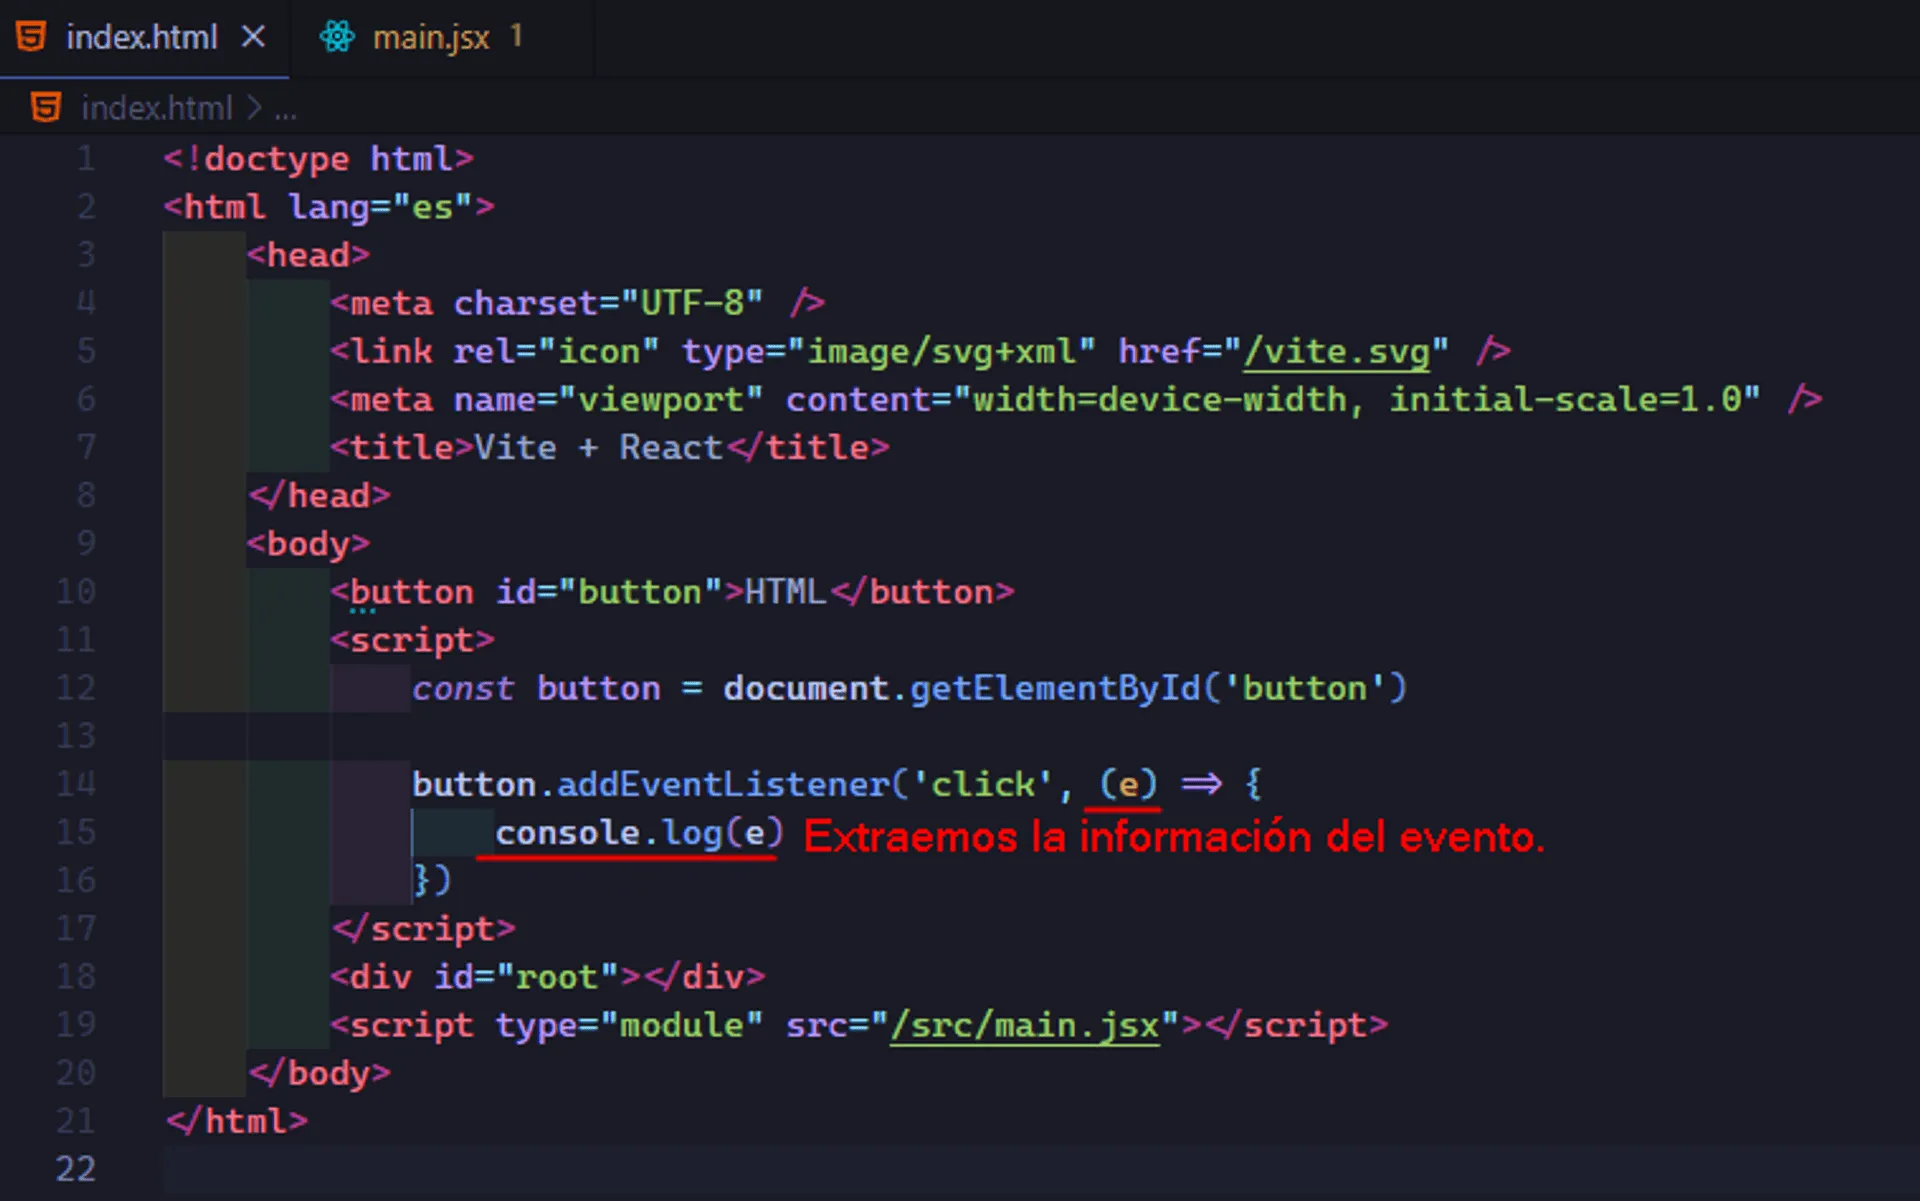 index.html
main.jsx 1
index.html > ...
1 <!doctype html>
2 <html lang="es">
3 <head>
4 <meta charset="UTF-8" />
5 <link rel="icon" type="image/svg+xml" href="/vite.svg" />
6 <meta name="viewport" content="width=device-width, initial-scale=1.0" />
7 <title>Vite + React</title>
8 </head>
9 <body>
10 <button id="button">HTML</button>
11 <script>
12 const button = document.getElementById('button')
13
14 button.addEventListener('click', (e) => {
15 console.log(e) Extraemos la información del evento.
16 })
17 </script>
18 <div id="root"></div>
19 <script type="module" src="/src/main.jsx"></script>
20 </body>
21 </html>
22